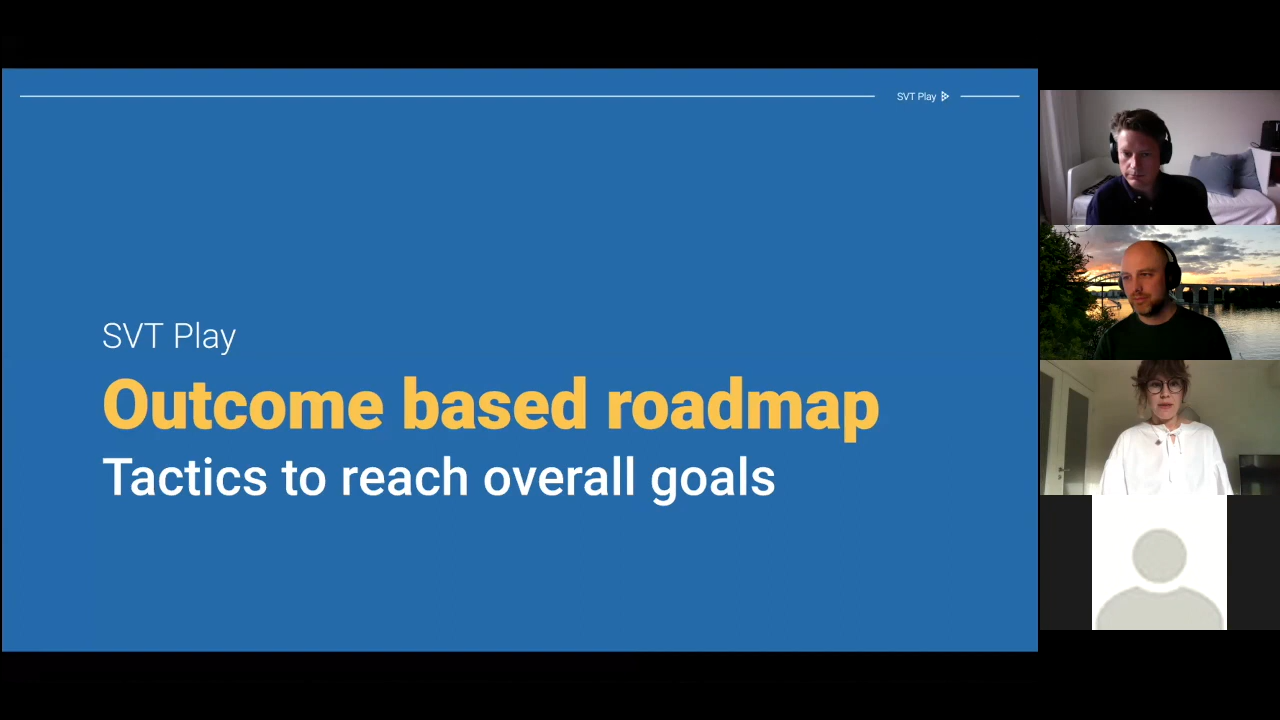 SVT Play
SVT Play
Outcome based roadmap
Tactics to reach overall goals